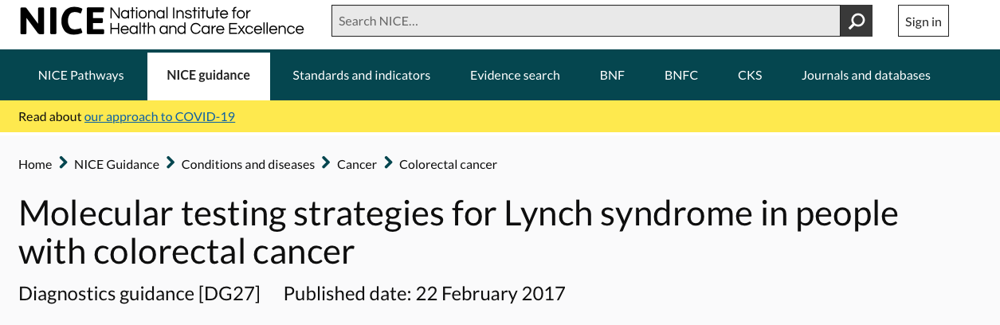 NICE National Institute for Health and Care Excellence
Search NICE...
Sign in
NICE Pathways
NICE guidance
Standards and indicators
Evidence search
BNF
BNFC
CKS
Journals and databases
Read about our approach to COVID-19
Home
NICE Guidance
Conditions and diseases
Cancer
Colorectal cancer
Molecular testing strategies for Lynch syndrome in people
with colorectal cancer
Diagnostics guidance [DG27]
Published date: 22 February 2017